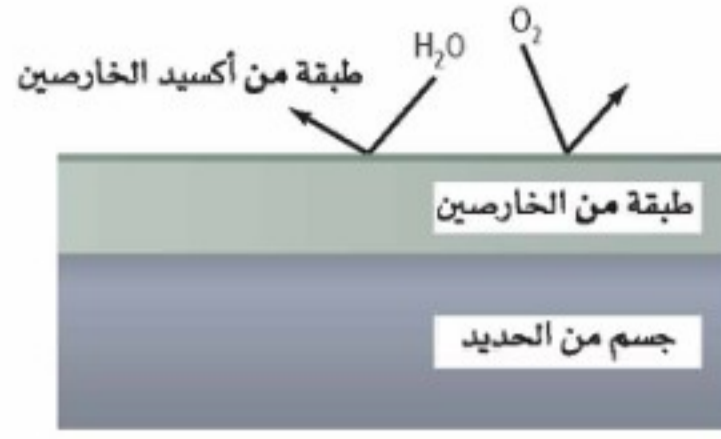 O₂
H₂O
طبقة من أكسيد الخارصين
طبقة من الخارصين
جسم من الحديد